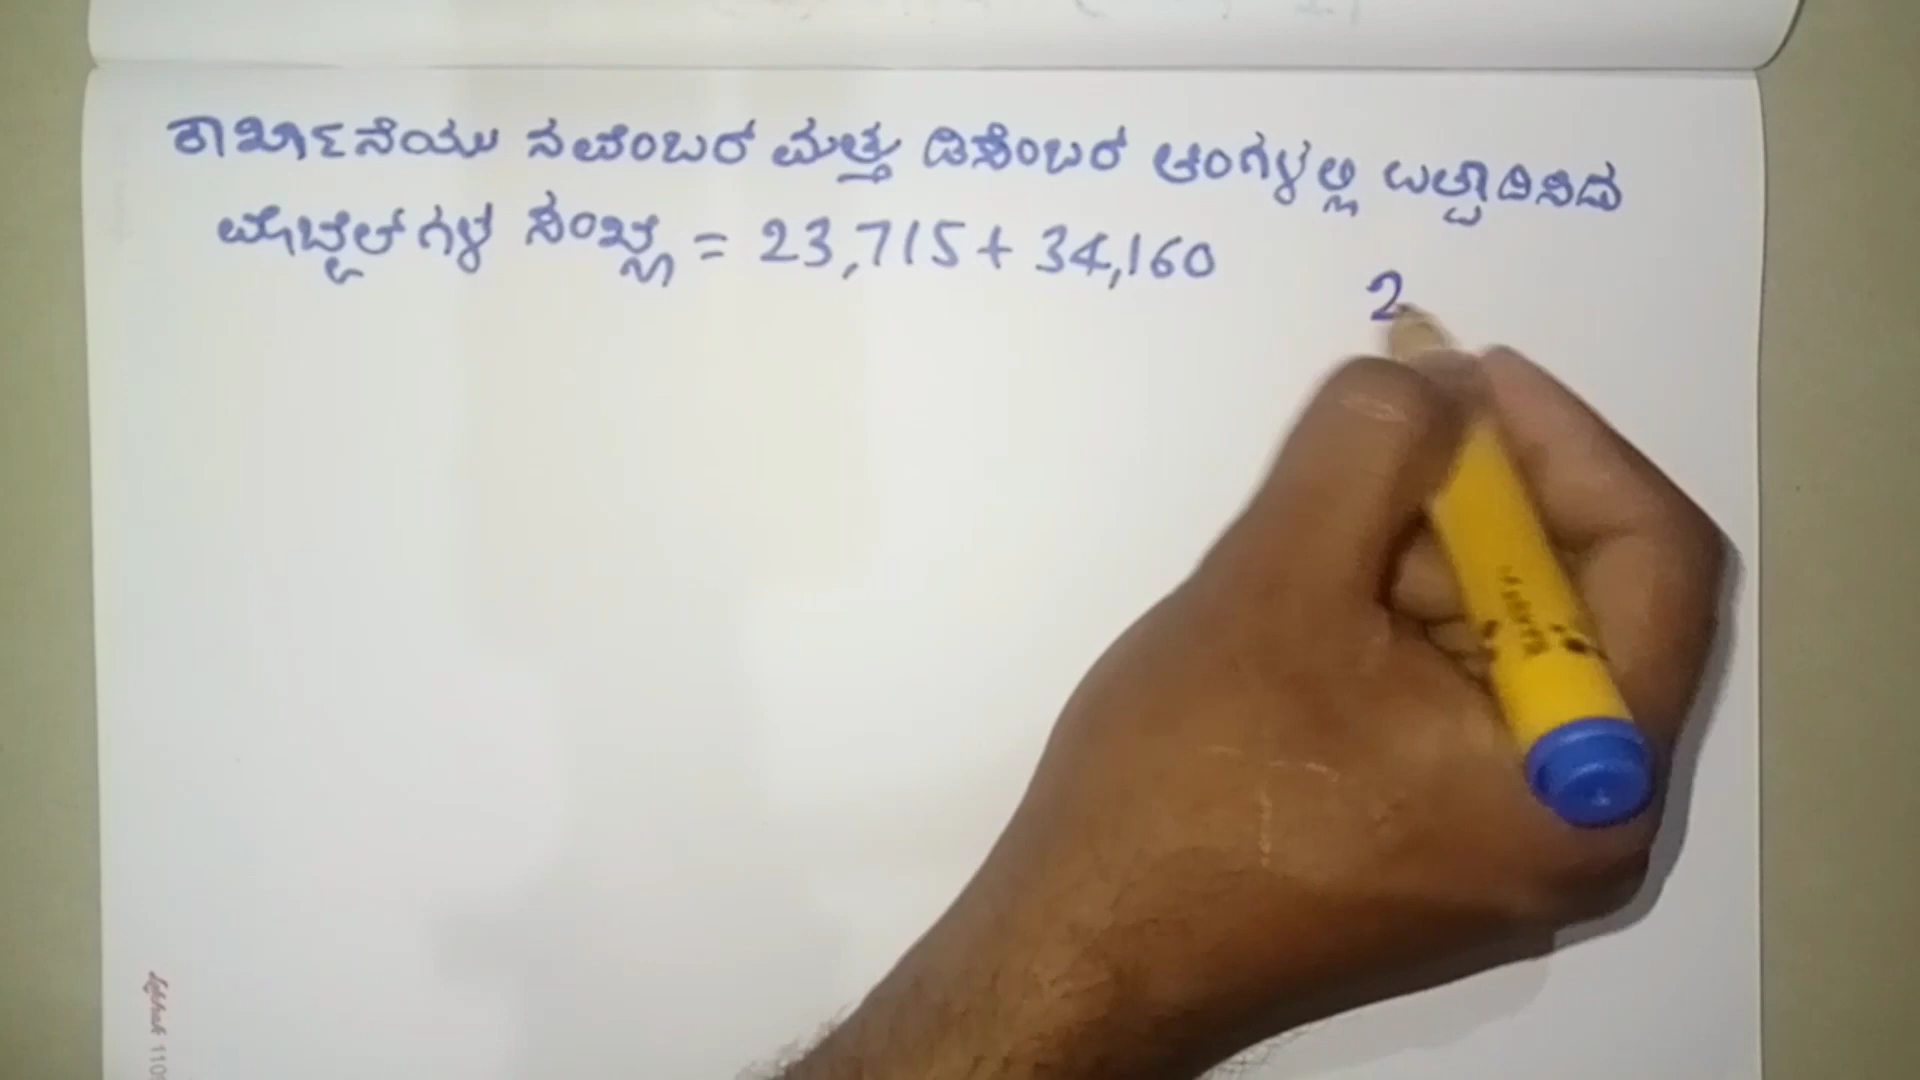 ಕಾರ್ಖಾನೆಯು ನವೆಂಬರ್ ಮತ್ತು ಡಿಸೆಂಬರ್ ತಿಂಗಳಲ್ಲಿ ಉತ್ಪಾದಿಸಿದ
ಮೊಬೈಲ್ ಗಳ ಸಂಖ್ಯೆ = 23,715 + 34,160
2